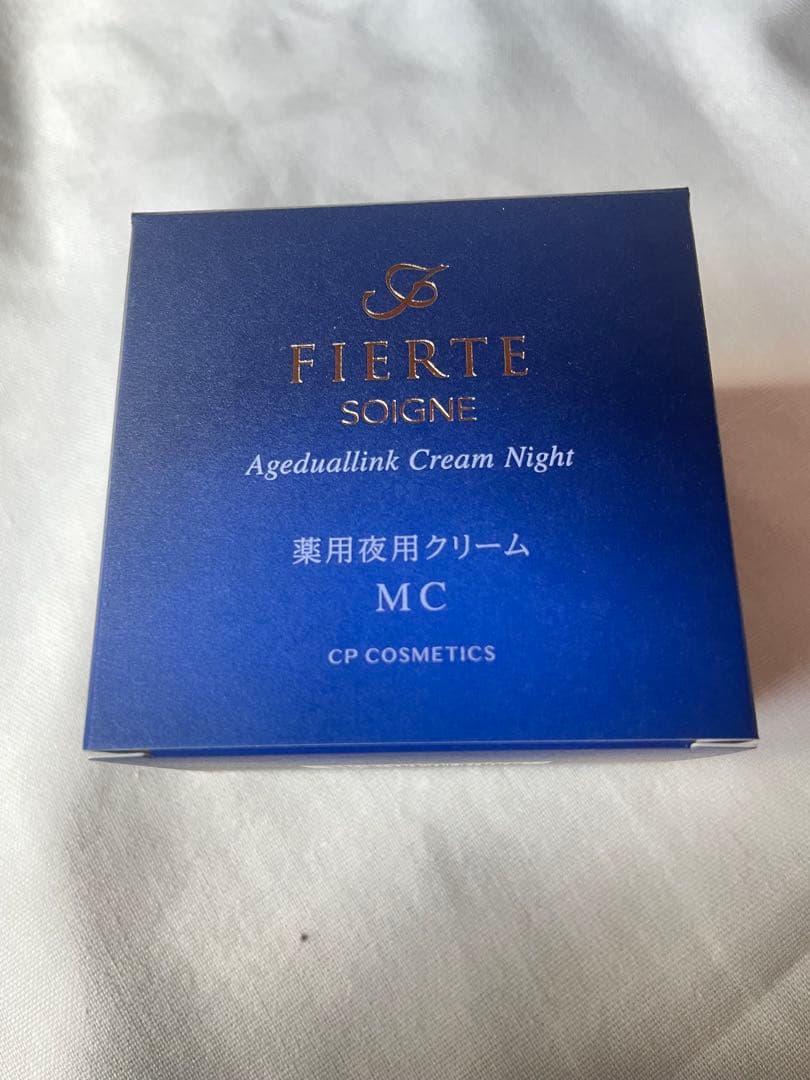 FIERTE
SOIGNE
Ageduallink Cream Night
薬用夜用クリーム
MC
CP COSMETICS